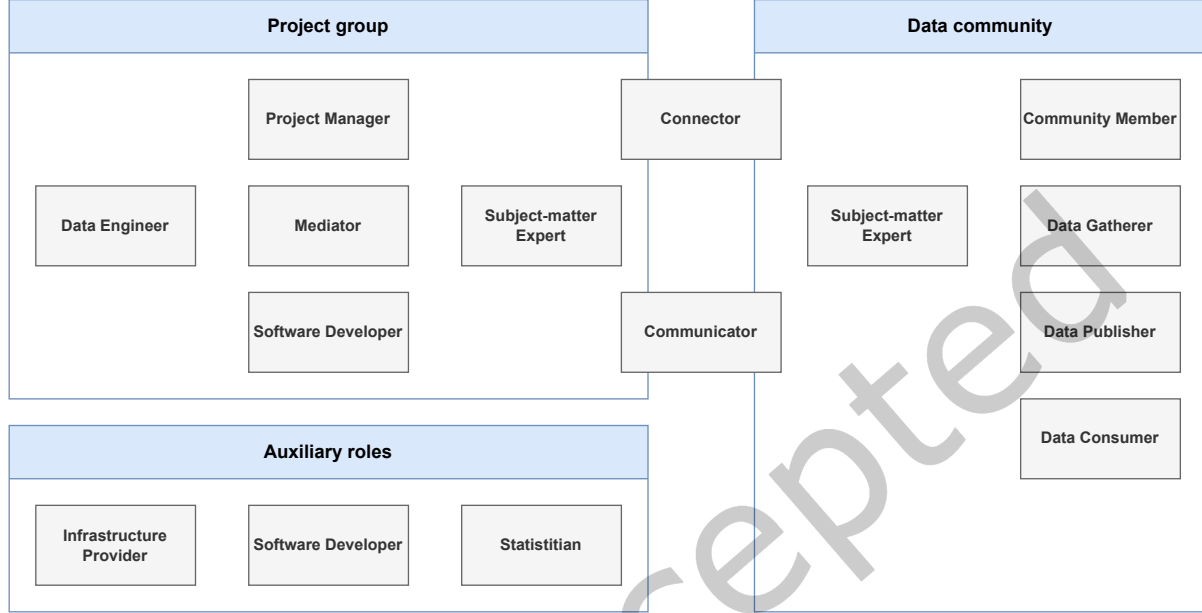 Project group
Project Manager
Connector
Data Engineer
Mediator
Subject-matter
Expert
Software Developer
Communicator
Data community
Community Member
Subject-matter
Expert
Data Gatherer
Data Publisher
Data Consumer
Auxiliary roles
Infrastructure
Provider
Software Developer
Statistitian
cepted